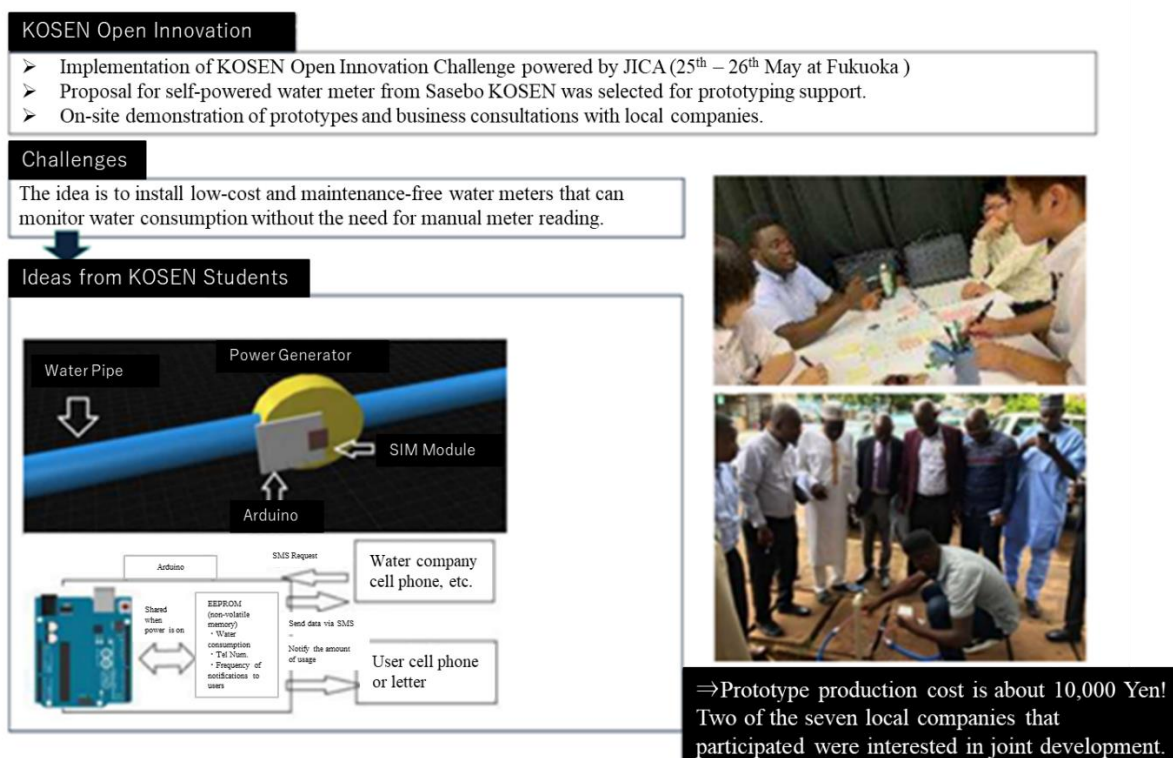 KOSEN Open Innovation
➢ Implementation of KOSEN Open Innovation Challenge powered by JICA (25th – 26th May at Fukuoka )
➢ Proposal for self-powered water meter from Sasebo KOSEN was selected for prototyping support.
➢ On-site demonstration of prototypes and business consultations with local companies.
Challenges
The idea is to install low-cost and maintenance-free water meters that can
monitor water consumption without the need for manual meter reading.
Ideas from KOSEN Students
Power Generator
Water Pipe
SIM Module
Arduino
Arduino
Shared
when
power is on
EEPROM
(non-volatile
memory)
・Water
consumption
・Tel Num.
・Frequency of
notifications to
users
SMS Request
Send data via SMS
~
Notify the amount
of usage
Water company
cell phone, etc.
User cell phone
or letter
⇒Prototype production cost is about 10,000 Yen!
Two of the seven local companies that
participated were interested in joint development.